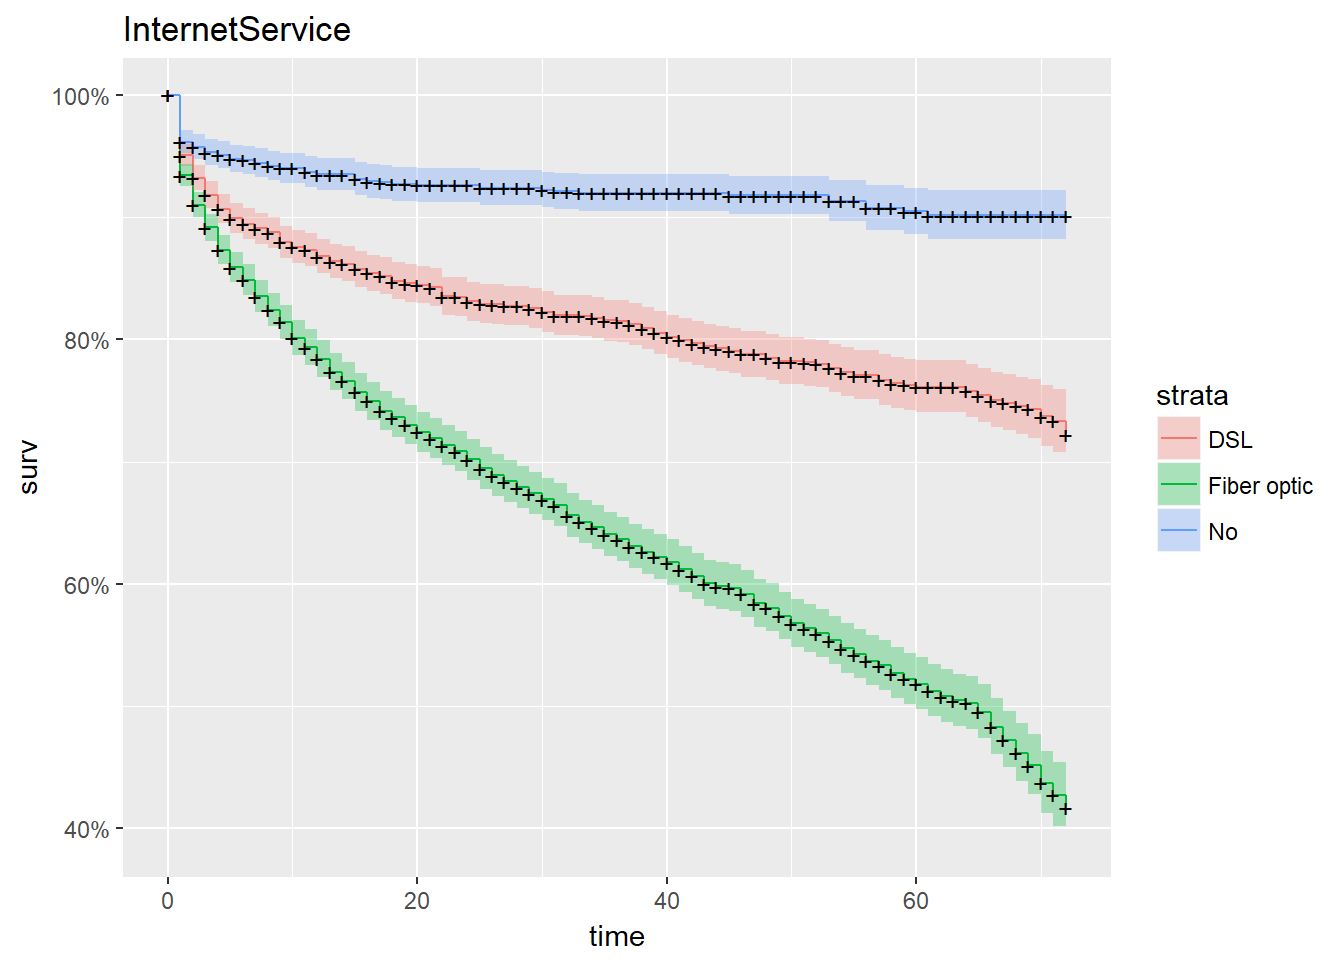 InternetService
100%
80%
60%
40%
surv
0 20 40 60
time
strata
DSL
Fiber optic
No